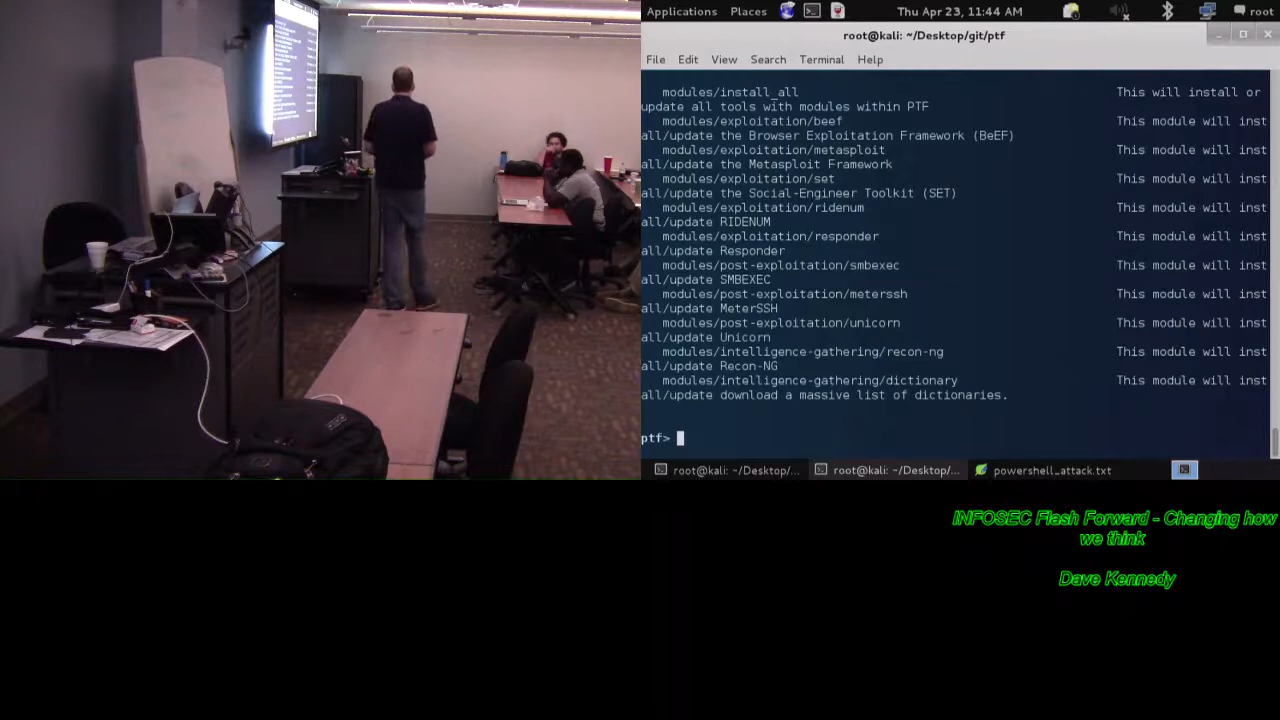 Applications Places Thu Apr 23, 11:44 AM root
root@kali: ~/Desktop/git/ptf
File Edit View Search Terminal Help
modules/install_all This will install or
update all tools with modules within PTF
modules/exploitation/beef This module will inst
all/update the Browser Exploitation Framework (BeEF)
modules/exploitation/metasploit This module will inst
all/update the Metasploit Framework
modules/exploitation/set This module will inst
all/update the Social-Engineer Toolkit (SET)
modules/exploitation/ridenum This module will inst
all/update RIDENUM
modules/exploitation/responder This module will inst
all/update Responder
modules/post-exploitation/smbexec This module will inst
all/update SMBEXEC
modules/post-exploitation/meterssh This module will inst
all/update MeterSSH
modules/post-exploitation/unicorn This module will inst
all/update Unicorn
modules/intelligence-gathering/recon-ng This module will inst
all/update Recon-NG
modules/intelligence-gathering/dictionary This module will inst
all/update download a massive list of dictionaries.
ptf>
root@kali: ~/Desktop/... root@kali: ~/Desktop/... powershell_attack.txt
INFOSEC Flash Forward - Changing how
we think
Dave Kennedy